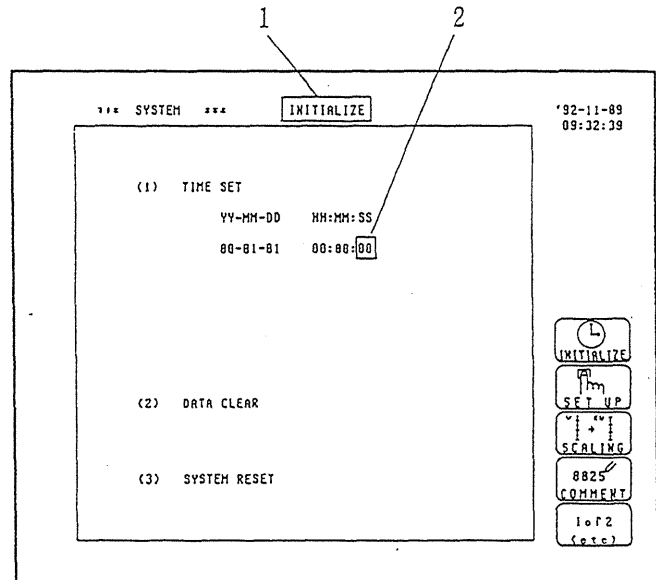 1 2
*** SYSTEM *** INITIALIZE '92-11-09
09:32:39
(1) TIME SET
YY-MM-DD HH:MM:SS
80-01-01 00:00:00
(2) DATA CLEAR
(3) SYSTEM RESET
INITIALIZE
SET UP
SCALING
8825
COMMENT
1of2
(etc)